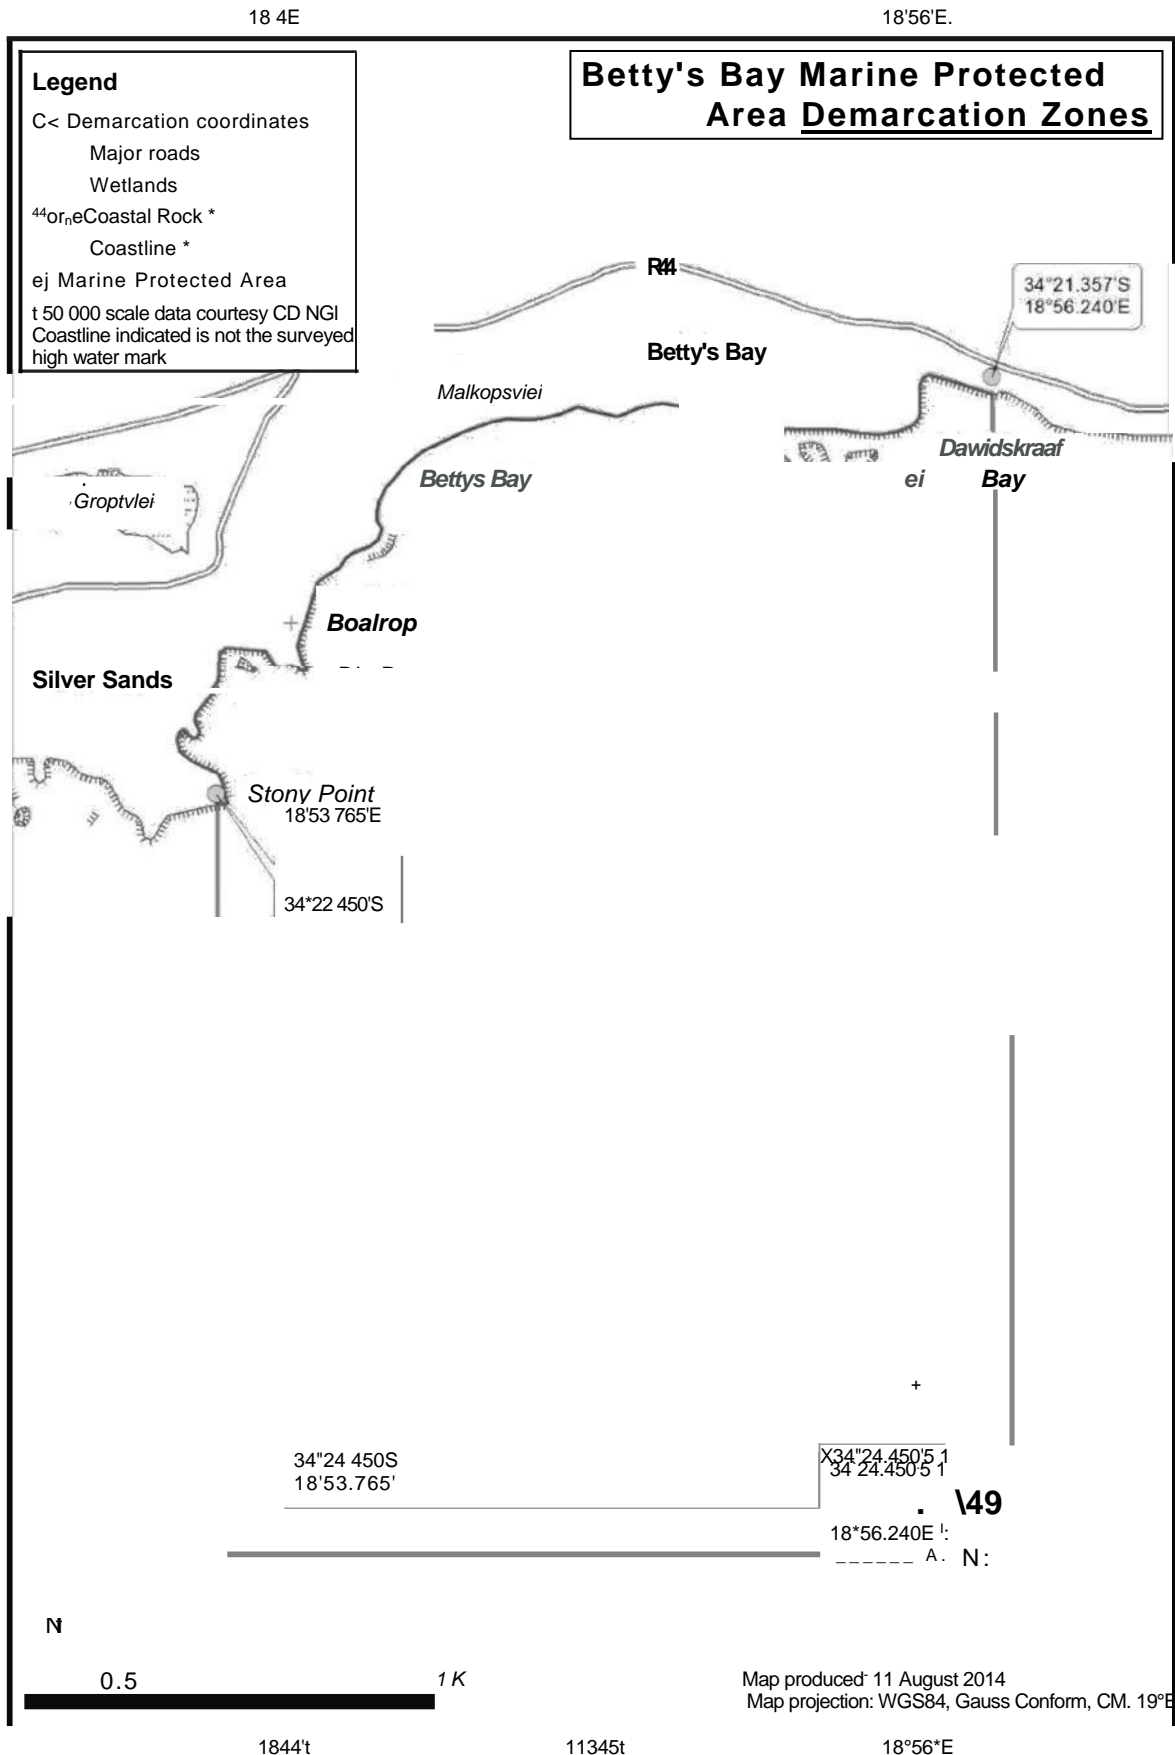 18 4E
18'56'E.
Legend
C< Demarcation coordinates
Major roads
Wetlands
44or,neCoastal Rock *
Coastline *
ej Marine Protected Area
t 50 000 scale data courtesy CD NGI
Coastline indicated is not the surveyed
high water mark
Betty's Bay Marine Protected
Area Demarcation Zones
R44
34°21.357'S
18°56.240'E
Betty's Bay
Malkopsviei
Dawidskraaf
Bettys Bay
ei
Bay
Groptvlei
Boalrop
Silver Sands
Stony Point
18'53 765'E
34*22 450'S
+
34"24 450S
18'53.765'
X34"24.450'5 1
34 24.450'5 1
. \49
18*56.240E I:
______ A. N:
0.5
1 K
Map produced 11 August 2014
Map projection: WGS84, Gauss Conform, CM. 19°E
1844't
11345t
18°56*E